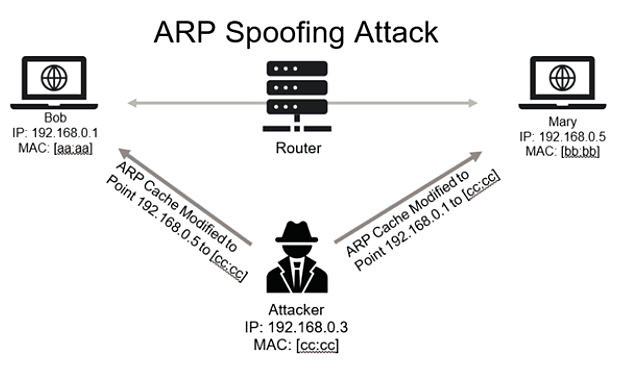 ARP Spoofing Attack
Bob
IP: 192.168.0.1
MAC: [aa:aa]
Router
Mary
IP: 192.168.0.5
MAC: [bb:bb]
ARP Cache Modified to
Point 192.168.0.5 to [cc:cc]
ARP Cache Modified to
Point 192.168.0.1 to [cc:cc]
Attacker
IP: 192.168.0.3
MAC: [cc:cc]